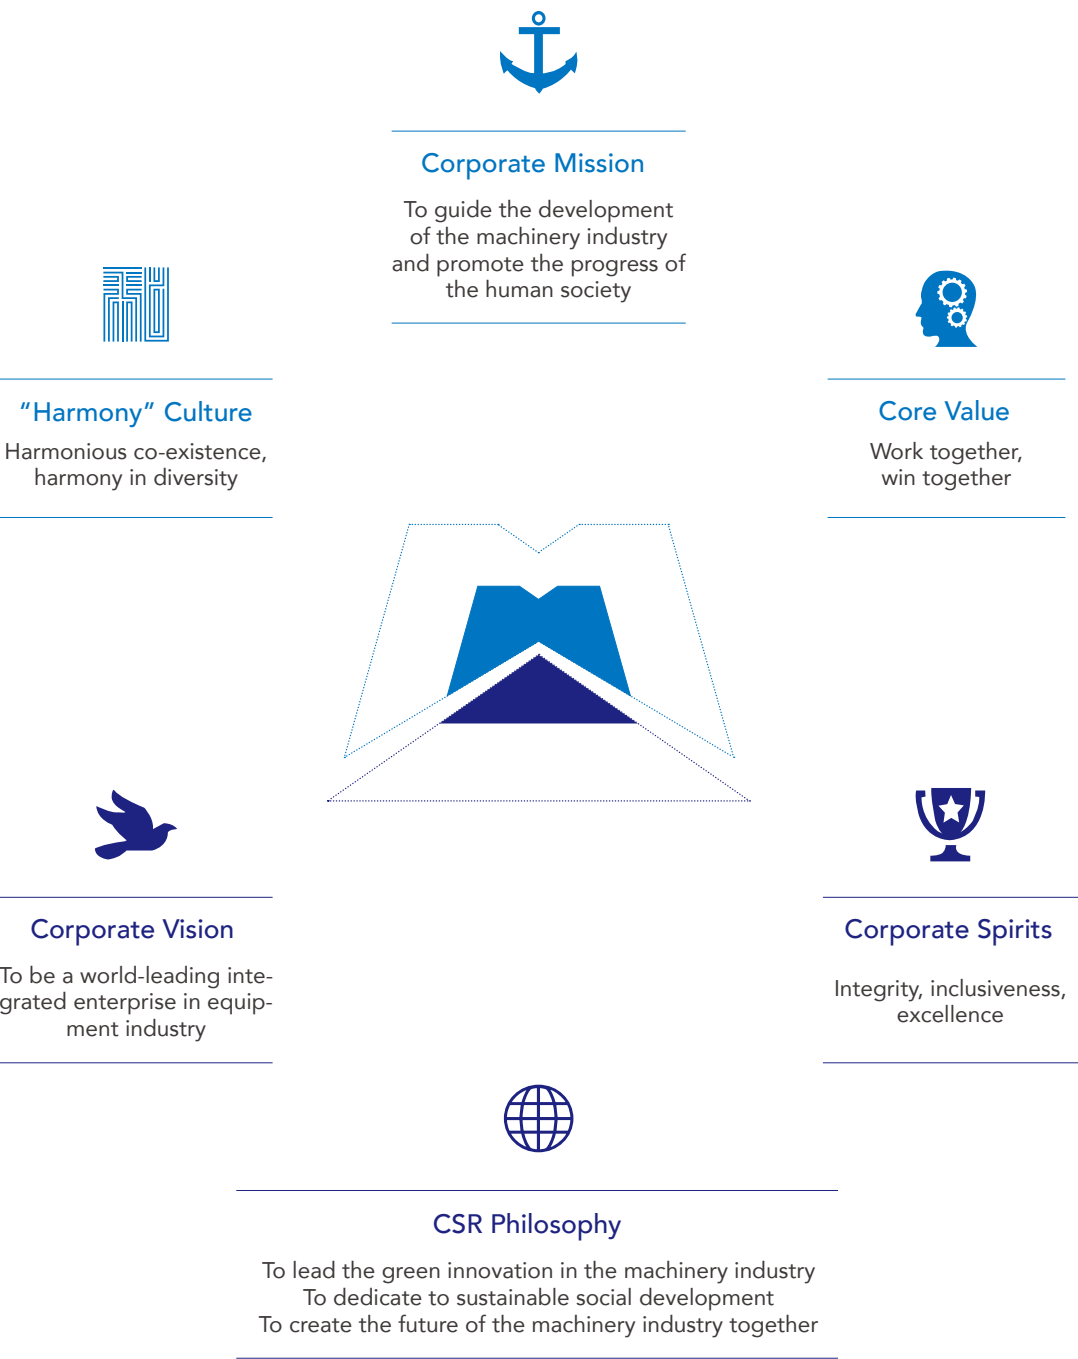 Corporate Mission
To guide the development
of the machinery industry
and promote the progress of
the human society
“Harmony” Culture
Harmonious co-existence,
harmony in diversity
Core Value
Work together,
win together
Corporate Vision
To be a world-leading inte-
grated enterprise in equip-
ment industry
Corporate Spirits
Integrity, inclusiveness,
excellence
CSR Philosophy
To lead the green innovation in the machinery industry
To dedicate to sustainable social development
To create the future of the machinery industry together